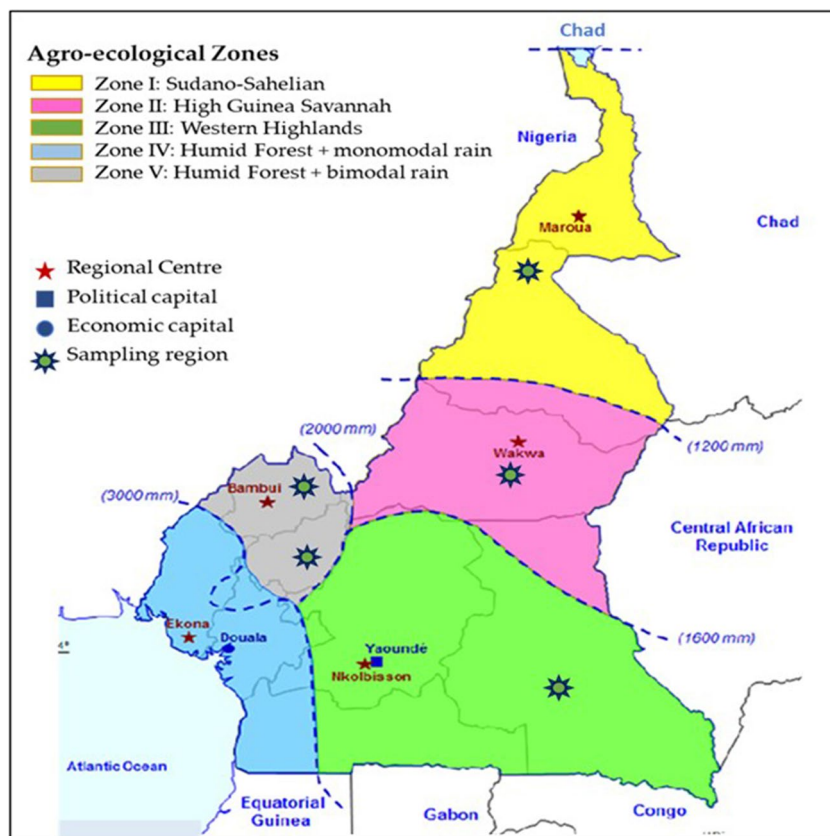 Agro-ecological Zones
Zone I: Sudano-Sahelian
Zone II: High Guinea Savannah
Zone III: Western Highlands
Zone IV: Humid Forest + monomodal rain
Zone V: Humid Forest + bimodal rain
Regional Centre
Political capital
Economic capital
Sampling region
Chad
Nigeria
Maroua
Chad
(2000 mm)
Wakwa
(1200 mm)
(3000 mm)
Bambui
Central African
Republic
Ekona
Douala
Yaoundé
Nkolbisson
(1600 mm)
4°
Atlantic Ocean
Equatorial
Guinea
Gabon
Congo